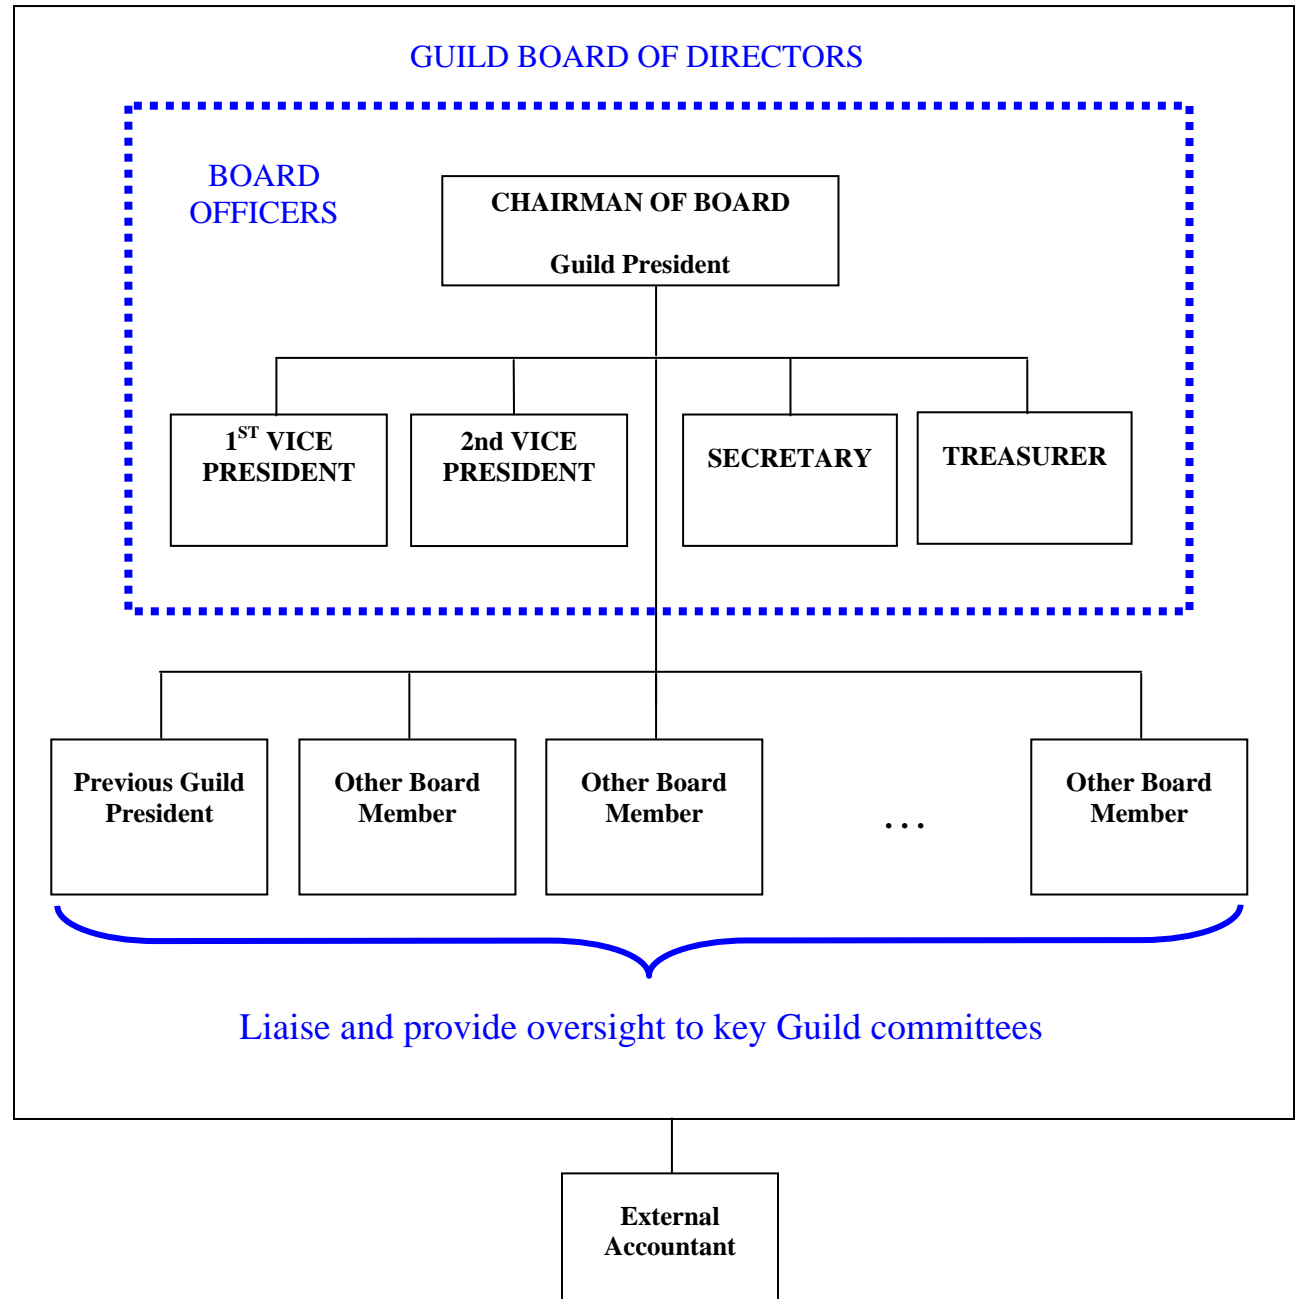 GUILD BOARD OF DIRECTORS
BOARD
OFFICERS
CHAIRMAN OF BOARD
Guild President
1ST VICE
PRESIDENT
2nd VICE
PRESIDENT
SECRETARY
TREASURER
Previous Guild
President
Other Board
Member
Other Board
Member
...
Other Board
Member
Liaise and provide oversight to key Guild committees
External
Accountant